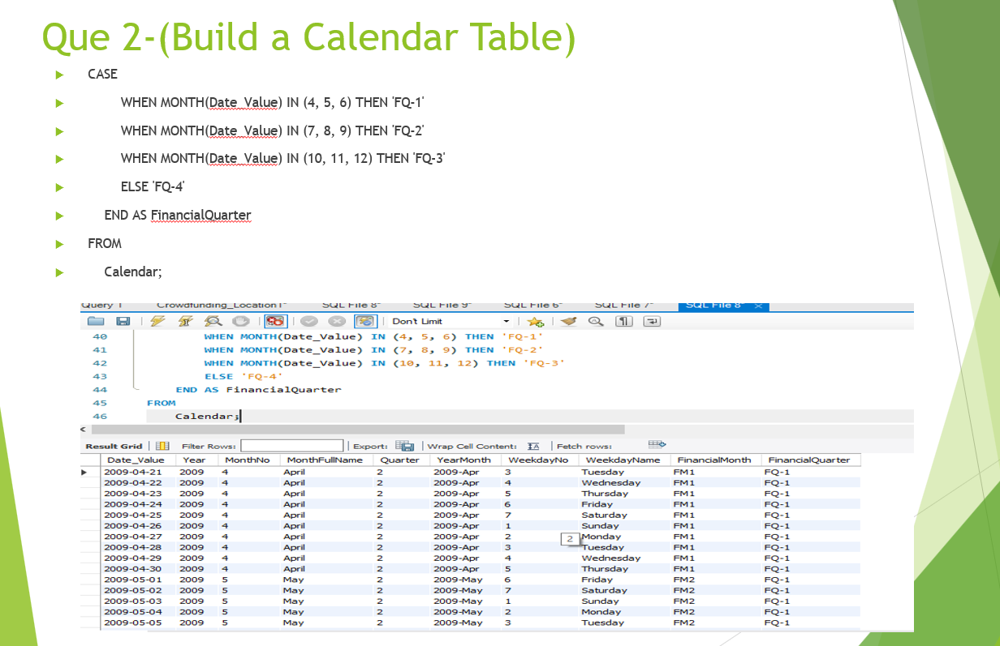 Que 2-(Build a Calendar Table)
CASE
WHEN MONTH(Date_Value) IN (4, 5, 6) THEN 'FQ-1'
WHEN MONTH(Date_Value) IN (7, 8, 9) THEN 'FQ-2'
WHEN MONTH(Date_Value) IN (10, 11, 12) THEN 'FQ-3'
ELSE 'FQ-4'
END AS FinancialQuarter
FROM
Calendar;
Query 1 Crowdfunding_Location1* SQL File 8* SQL File 9* SQL File 6* SQL File 7* SQL File 8* ×
Don't Limit
40 WHEN MONTH(Date_Value) IN (4, 5, 6) THEN 'FQ-1'
41 WHEN MONTH(Date_Value) IN (7, 8, 9) THEN 'FQ-2'
42 WHEN MONTH(Date_Value) IN (10, 11, 12) THEN 'FQ-3'
43 ELSE 'FQ-4'
44 END AS FinancialQuarter
45 FROM
46 Calendar;
Result Grid Filter Rows: Export: Wrap Cell Content: Fetch rows:
Date_Value Year MonthNo MonthFullName Quarter YearMonth WeekdayNo WeekdayName FinancialMonth FinancialQuarter
2009-04-21 2009 4 April 2 2009-Apr 3 Tuesday FM1 FQ-1
2009-04-22 2009 4 April 2 2009-Apr 4 Wednesday FM1 FQ-1
2009-04-23 2009 4 April 2 2009-Apr 5 Thursday FM1 FQ-1
2009-04-24 2009 4 April 2 2009-Apr 6 Friday FM1 FQ-1
2009-04-25 2009 4 April 2 2009-Apr 7 Saturday FM1 FQ-1
2009-04-26 2009 4 April 2 2009-Apr 1 Sunday FM1 FQ-1
2009-04-27 2009 4 April 2 2009-Apr 2 2 Monday FM1 FQ-1
2009-04-28 2009 4 April 2 2009-Apr 3 Tuesday FM1 FQ-1
2009-04-29 2009 4 April 2 2009-Apr 4 Wednesday FM1 FQ-1
2009-04-30 2009 4 April 2 2009-Apr 5 Thursday FM1 FQ-1
2009-05-01 2009 5 May 2 2009-May 6 Friday FM2 FQ-1
2009-05-02 2009 5 May 2 2009-May 7 Saturday FM2 FQ-1
2009-05-03 2009 5 May 2 2009-May 1 Sunday FM2 FQ-1
2009-05-04 2009 5 May 2 2009-May 2 Monday FM2 FQ-1
2009-05-05 2009 5 May 2 2009-May 3 Tuesday FM2 FQ-1